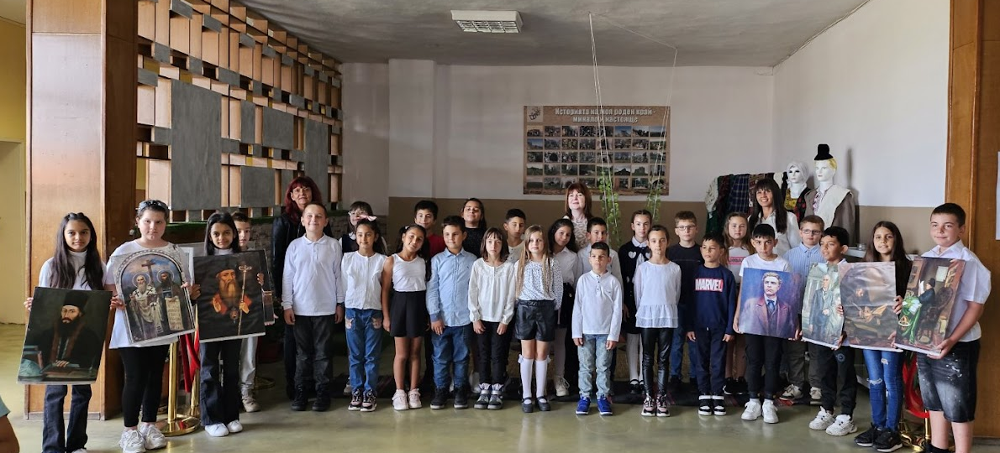 Историята на моя роден край -
минало и настояще
MARVEL